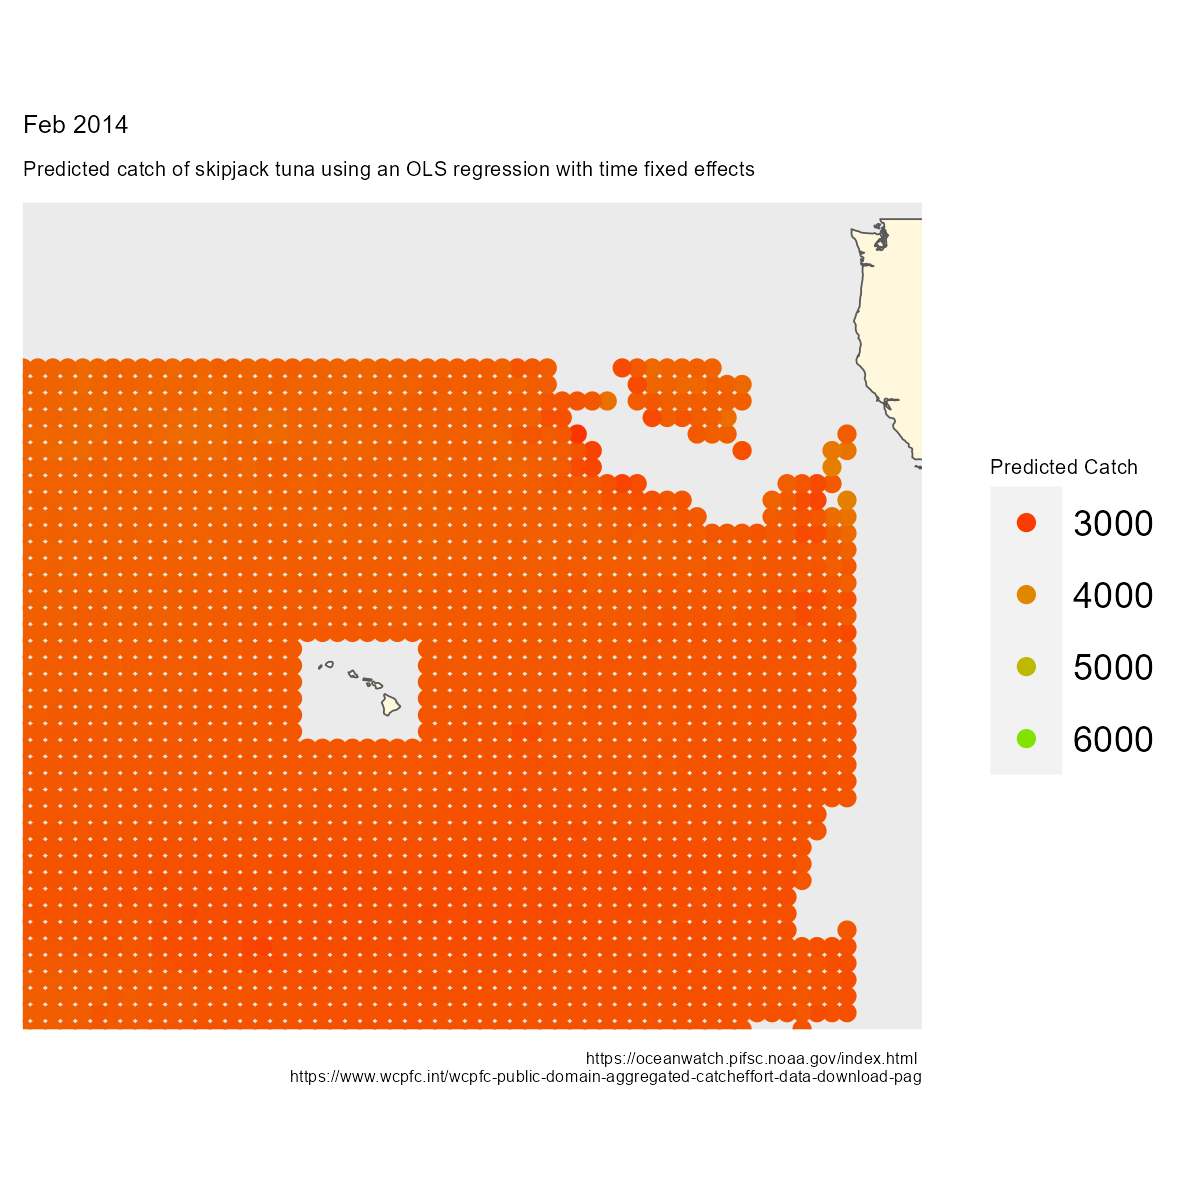 Feb 2014
Predicted catch of skipjack tuna using an OLS regression with time fixed effects
Predicted Catch
3000
4000
5000
6000
https://oceanwatch.pifsc.noaa.gov/index.html
https://www.wcpfc.int/wcpfc-public-domain-aggregated-catcheffort-data-download-pag